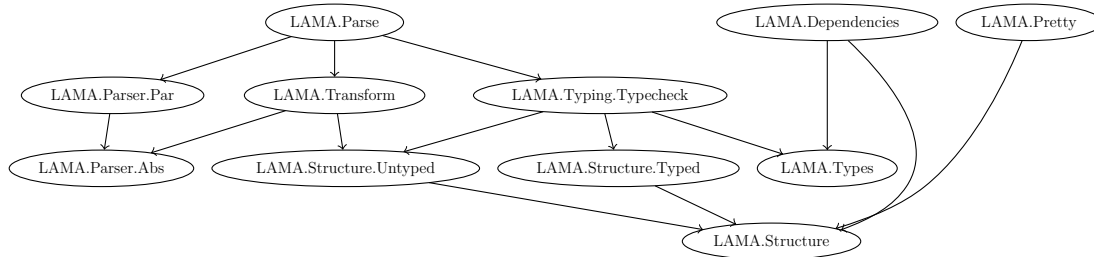 LAMA.Parse
LAMA.Dependencies
LAMA.Pretty
LAMA.Parser.Par
LAMA.Transform
LAMA.Typing.Typecheck
LAMA.Parser.Abs
LAMA.Structure.Untyped
LAMA.Structure.Typed
LAMA.Types
LAMA.Structure